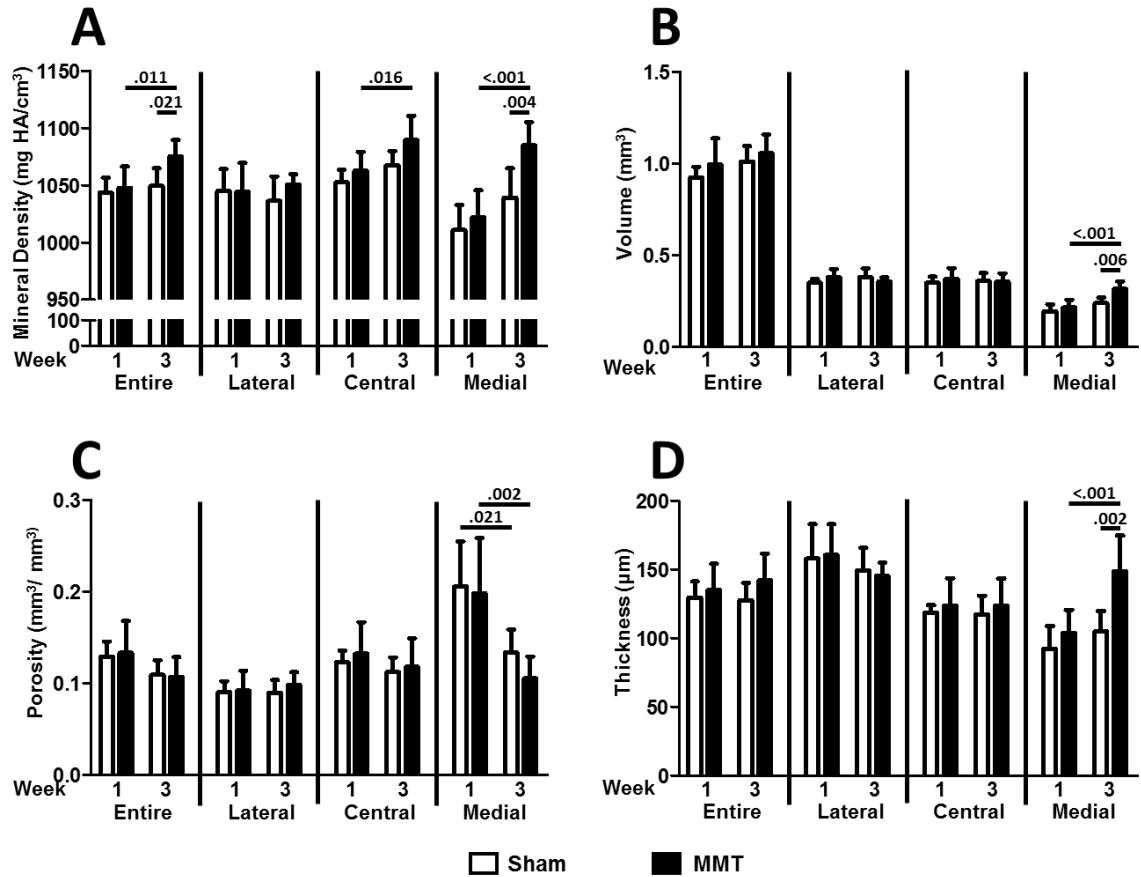 A
Mineral Density (mg HA/cm³)
1150
1100
1050
1000
950
100
0
.011
.021
.016
<.001
.004
Week 1 3 1 3 1 3 1 3
Entire Lateral Central Medial
B
Volume (mm³)
1.5
1.0
0.5
0.0
<.001
.006
Week 1 3 1 3 1 3 1 3
Entire Lateral Central Medial
C
Porosity (mm³/ mm³)
0.3
0.2
0.1
0.0
.002
.021
Week 1 3 1 3 1 3 1 3
Entire Lateral Central Medial
D
Thickness (µm)
200
150
100
50
0
<.001
.002
Week 1 3 1 3 1 3 1 3
Entire Lateral Central Medial
Sham MMT